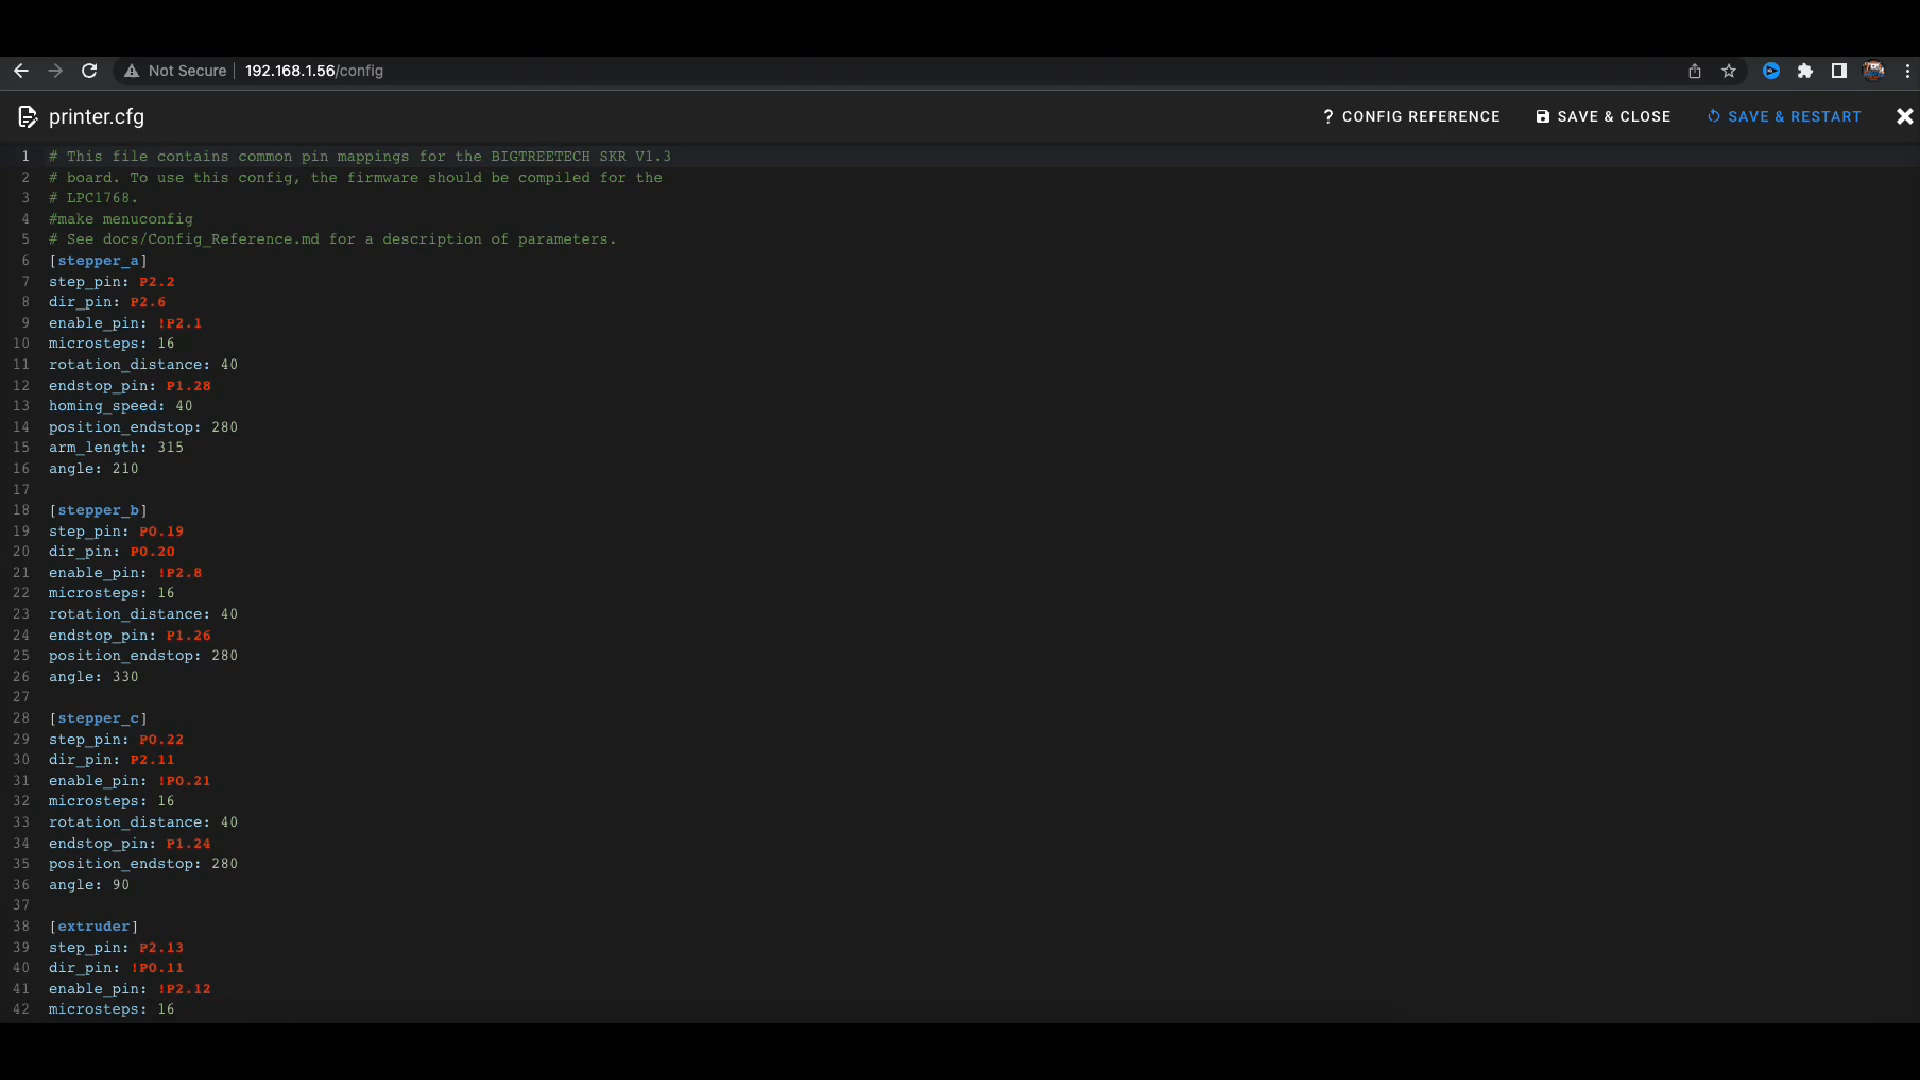 Not Secure 192.168.1.56/config
printer.cfg
? CONFIG REFERENCE SAVE & CLOSE SAVE & RESTART
1 # This file contains common pin mappings for the BIGTREETECH SKR V1.3
2 # board. To use this config, the firmware should be compiled for the
3 # LPC1768.
4 #make menuconfig
5 # See docs/Config_Reference.md for a description of parameters.
6 [stepper_a]
7 step_pin: P2.2
8 dir_pin: P2.6
9 enable_pin: !P2.1
10 microsteps: 16
11 rotation_distance: 40
12 endstop_pin: P1.28
13 homing_speed: 40
14 position_endstop: 280
15 arm_length: 315
16 angle: 210
17
18 [stepper_b]
19 step_pin: P0.19
20 dir_pin: P0.20
21 enable_pin: !P2.8
22 microsteps: 16
23 rotation_distance: 40
24 endstop_pin: P1.26
25 position_endstop: 280
26 angle: 330
27
28 [stepper_c]
29 step_pin: P0.22
30 dir_pin: P2.11
31 enable_pin: !P0.21
32 microsteps: 16
33 rotation_distance: 40
34 endstop_pin: P1.24
35 position_endstop: 280
36 angle: 90
37
38 [extruder]
39 step_pin: P2.13
40 dir_pin: !P0.11
41 enable_pin: !P2.12
42 microsteps: 16